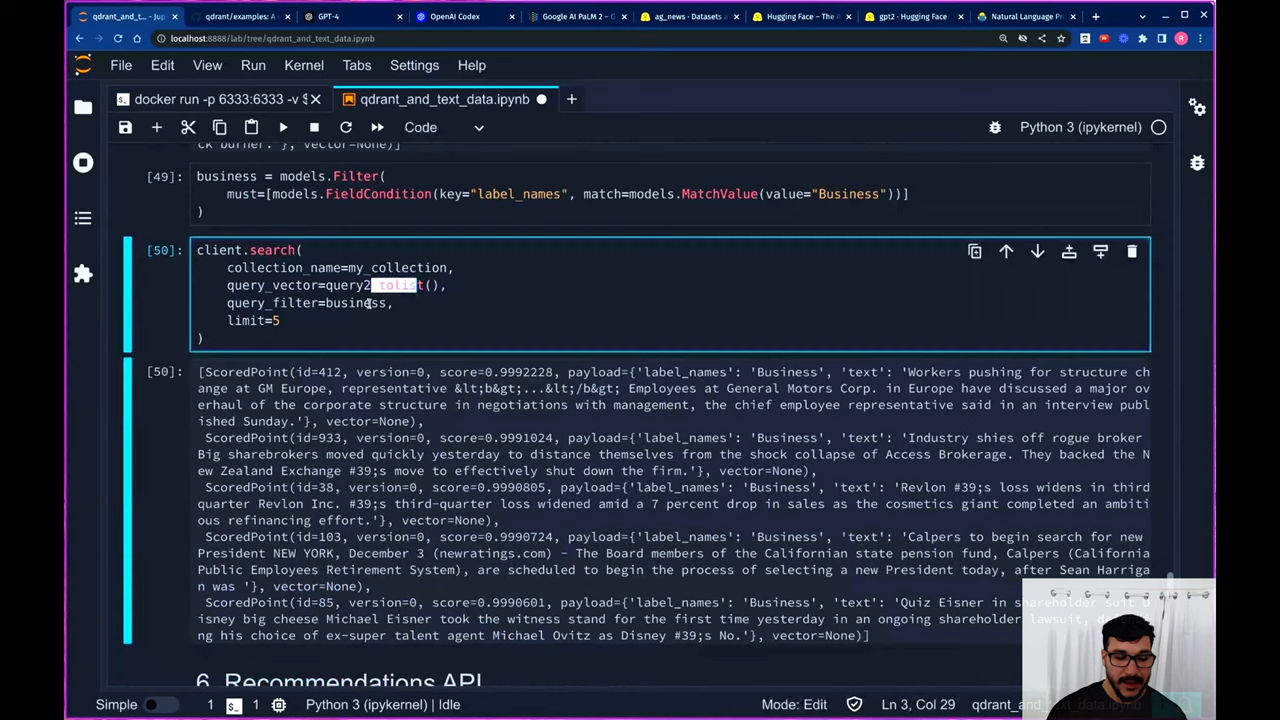 qdrant_and_t... - Jup
qdrant/examples: A c
GPT-4
OpenAI Codex
Google AI PaLM 2 –
ag_news · Datasets a
Hugging Face – The A
gpt2 · Hugging Face
Natural Language Pro
localhost:8888/lab/tree/qdrant_and_text_data.ipynb
File Edit View Run Kernel Tabs Settings Help
docker run -p 6333:6333 -v $
qdrant_and_text_data.ipynb
Code
Python 3 (ipykernel)
ck burner.'}, vector=None)]
[49]:
business = models.Filter(
must=[models.FieldCondition(key="label_names", match=models.MatchValue(value="Business"))]
)
[50]:
client.search(
collection_name=my_collection,
query_vector=query2.tolist(),
query_filter=business,
limit=5
)
[50]:
[ScoredPoint(id=412, version=0, score=0.9992228, payload={'label_names': 'Business', 'text': 'Workers pushing for structure ch
ange at GM Europe, representative &lt;b&gt;...&lt;/b&gt; Employees at General Motors Corp. in Europe have discussed a major ov
erhaul of the corporate structure in negotiations with management, the chief employee representative said in an interview publ
ished Sunday.'}, vector=None),
ScoredPoint(id=933, version=0, score=0.9991024, payload={'label_names': 'Business', 'text': 'Industry shies off rogue broker
Big sharebrokers moved quickly yesterday to distance themselves from the shock collapse of Access Brokerage. They backed the N
ew Zealand Exchange #39;s move to effectively shut down the firm.'}, vector=None),
ScoredPoint(id=38, version=0, score=0.9990805, payload={'label_names': 'Business', 'text': 'Revlon #39;s loss widens in third
quarter Revlon Inc. #39;s third-quarter loss widened amid a 7 percent drop in sales as the cosmetics giant completed an ambiti
ous refinancing effort.'}, vector=None),
ScoredPoint(id=103, version=0, score=0.9990724, payload={'label_names': 'Business', 'text': 'Calpers to begin search for new
President NEW YORK, December 3 (newratings.com) - The Board members of the Californian state pension fund, Calpers (California
Public Employees Retirement System), are scheduled to begin the process of selecting a new President today, after Sean Harriga
n was '}, vector=None),
ScoredPoint(id=85, version=0, score=0.9990601, payload={'label_names': 'Business', 'text': 'Quiz Eisner in shareholder suit D
isney big cheese Michael Eisner took the witness stand for the first time yesterday in an ongoing shareholder lawsuit,
ng his choice of ex-super talent agent Michael Ovitz as Disney #39;s No.'}, vector=None)]
6. Recommendations API
Simple
1
1
Python 3 (ipykernel) | Idle
Mode: Edit
Ln 3, Col 29
qdrant_and_text_data.ipynb